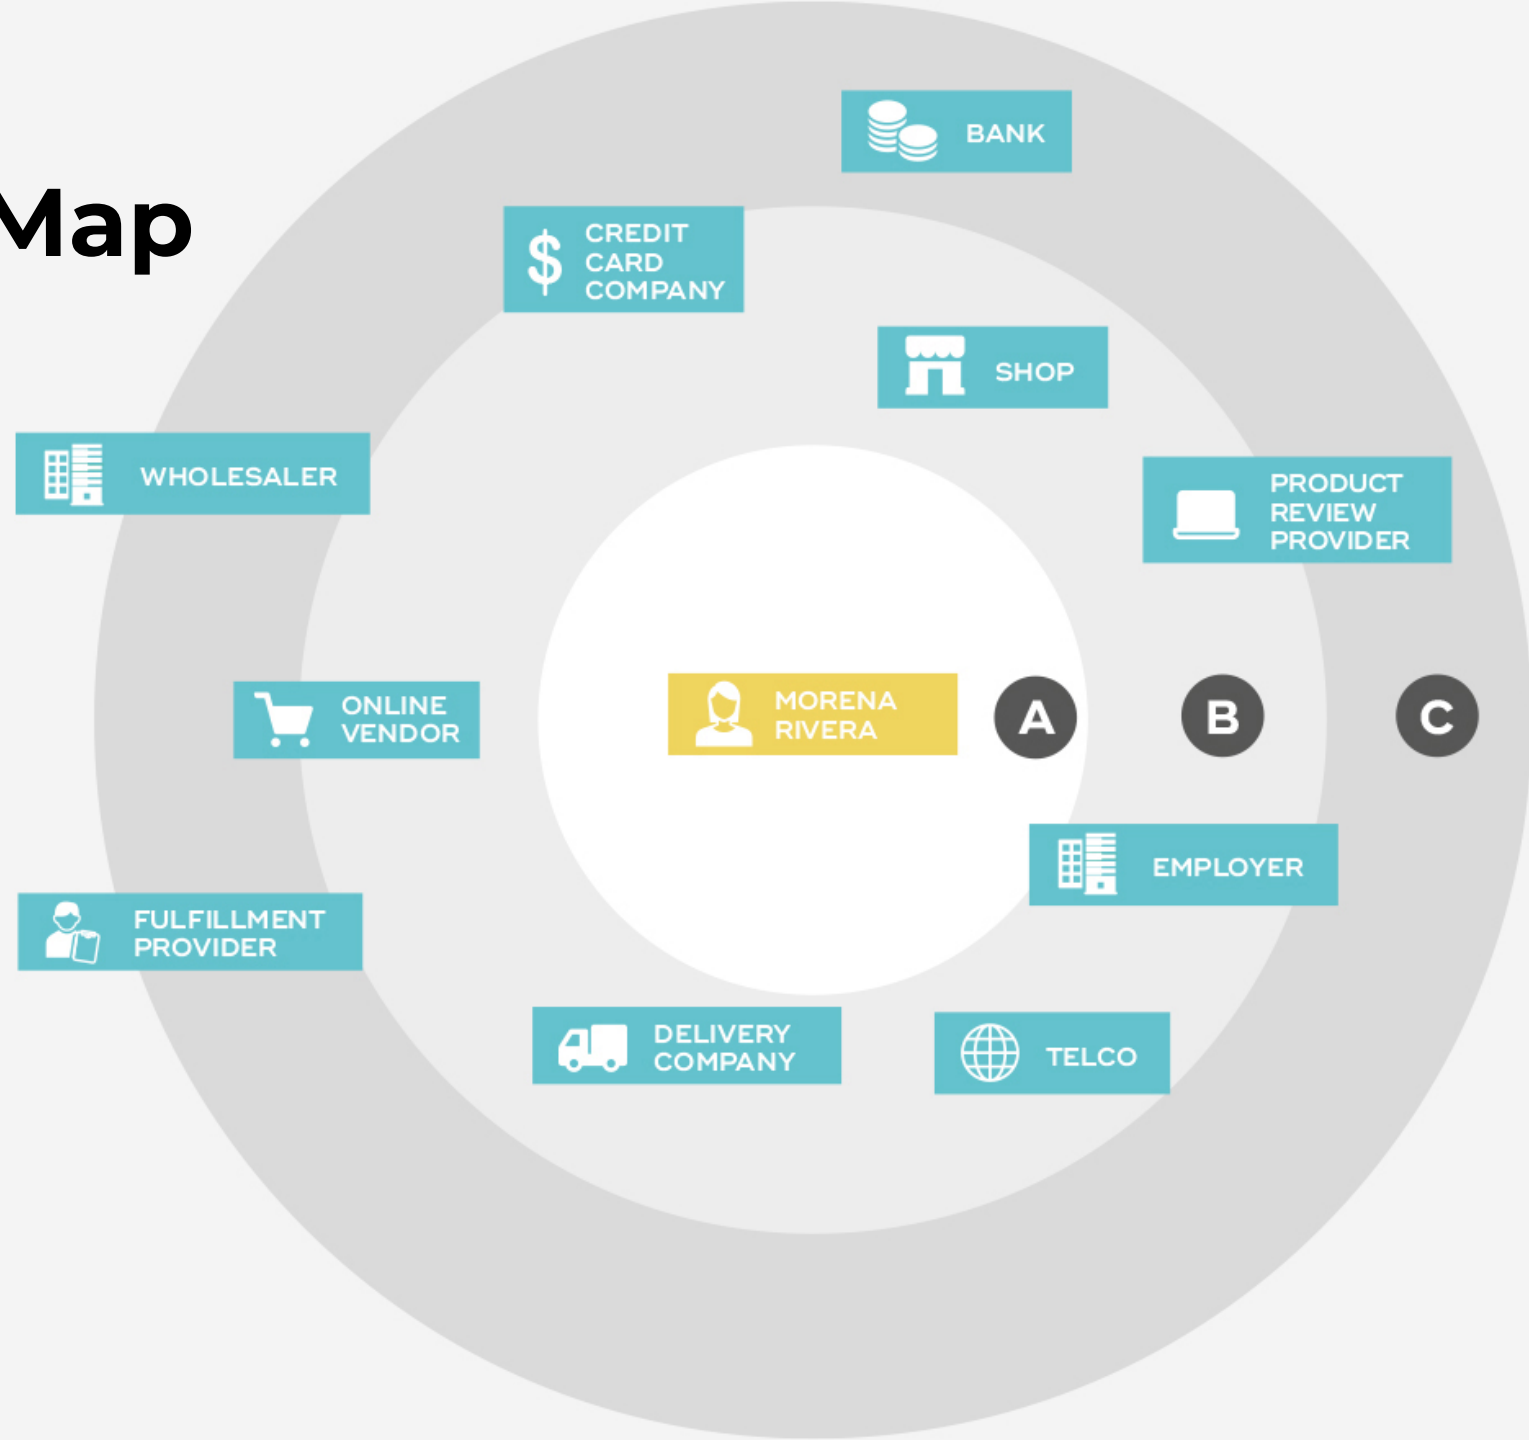 Map
BANK
CREDIT
CARD
COMPANY
SHOP
WHOLESALER
PRODUCT
REVIEW
PROVIDER
ONLINE
VENDOR
MORENA
RIVERA
A
B
C
EMPLOYER
FULFILLMENT
PROVIDER
DELIVERY
COMPANY
TELCO